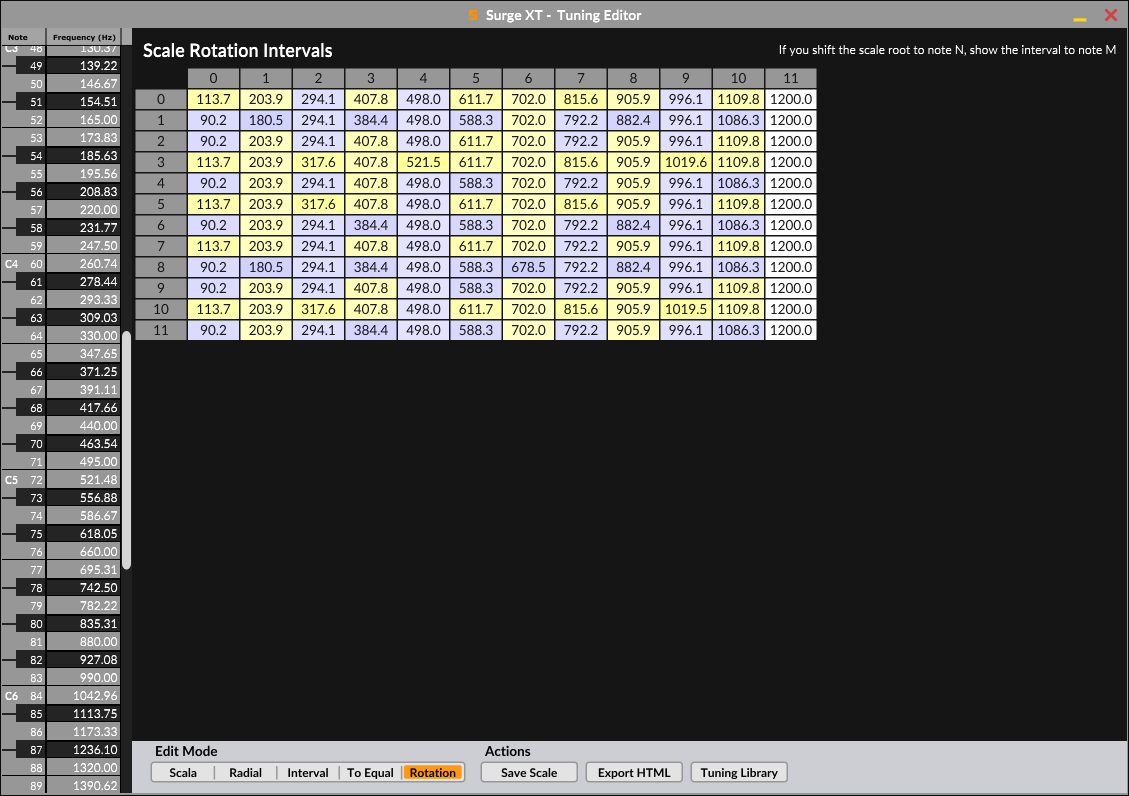 Surge XT - Tuning Editor
Note Frequency (Hz)
C3 48 130.37
49 139.22
50 146.67
51 154.51
52 165.00
53 173.83
54 185.63
55 195.56
56 208.83
57 220.00
58 231.77
59 247.50
C4 60 260.74
61 278.44
62 293.33
63 309.03
64 330.00
65 347.65
66 371.25
67 391.11
68 417.66
69 440.00
70 463.54
71 495.00
C5 72 521.48
73 556.88
74 586.67
75 618.05
76 660.00
77 695.31
78 742.50
79 782.22
80 835.31
81 880.00
82 927.08
83 990.00
C6 84 1042.96
85 1113.75
86 1173.33
87 1236.10
88 1320.00
89 1390.62
Scale Rotation Intervals
If you shift the scale root to note N, show the interval to note M
0 1 2 3 4 5 6 7 8 9 10 11
0 113.7 203.9 294.1 407.8 498.0 611.7 702.0 815.6 905.9 996.1 1109.8 1200.0
1 90.2 180.5 294.1 384.4 498.0 588.3 702.0 792.2 882.4 996.1 1086.3 1200.0
2 90.2 203.9 294.1 407.8 498.0 611.7 702.0 792.2 905.9 996.1 1109.8 1200.0
3 113.7 203.9 317.6 407.8 521.5 611.7 702.0 815.6 905.9 1019.6 1109.8 1200.0
4 90.2 203.9 294.1 407.8 498.0 588.3 702.0 792.2 905.9 996.1 1086.3 1200.0
5 113.7 203.9 317.6 407.8 498.0 611.7 702.0 815.6 905.9 996.1 1109.8 1200.0
6 90.2 203.9 294.1 384.4 498.0 588.3 702.0 792.2 882.4 996.1 1086.3 1200.0
7 113.7 203.9 294.1 407.8 498.0 611.7 702.0 792.2 905.9 996.1 1109.8 1200.0
8 90.2 180.5 294.1 384.4 498.0 588.3 678.5 792.2 882.4 996.1 1086.3 1200.0
9 90.2 203.9 294.1 407.8 498.0 588.3 702.0 792.2 905.9 996.1 1109.8 1200.0
10 113.7 203.9 317.6 407.8 498.0 611.7 702.0 815.6 905.9 1019.5 1109.8 1200.0
11 90.2 203.9 294.1 384.4 498.0 588.3 702.0 792.2 905.9 996.1 1086.3 1200.0
Edit Mode
Scala Radial Interval To Equal Rotation
Actions
Save Scale Export HTML Tuning Library